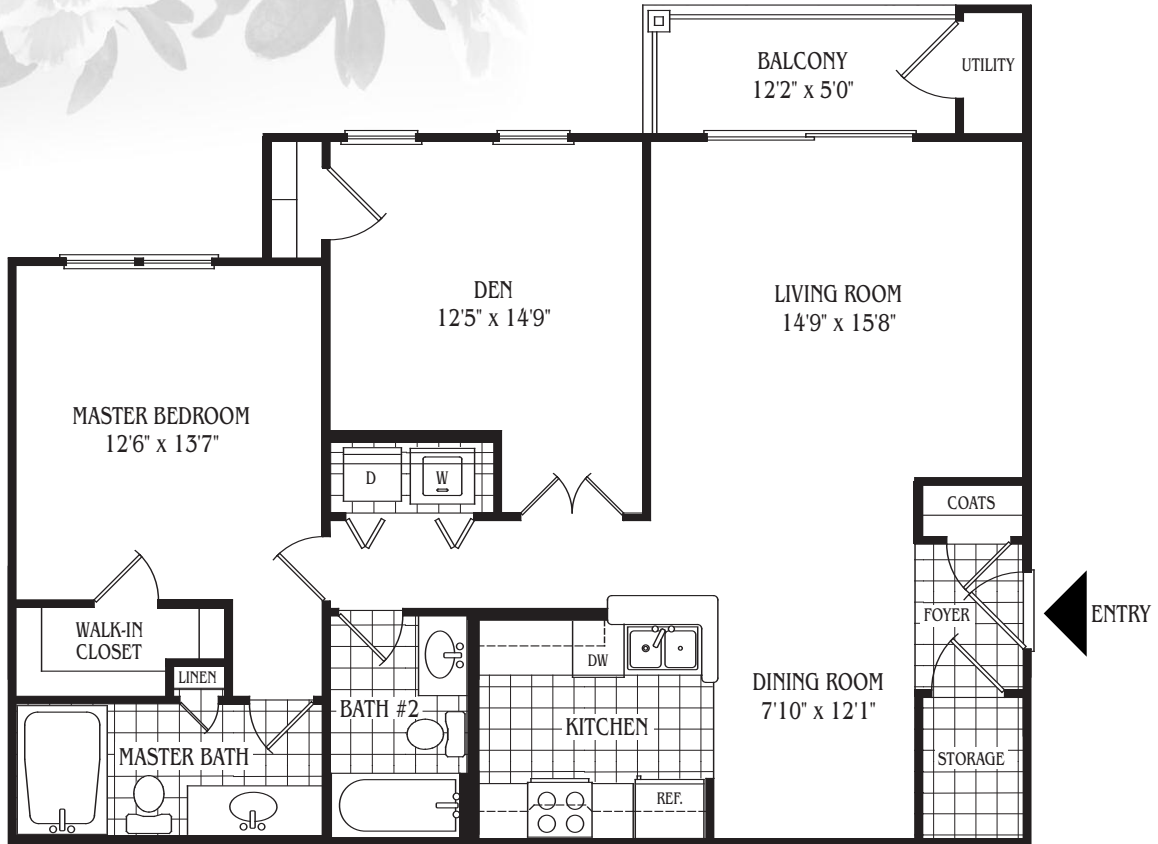 BALCONY
12'2" x 5'0"
UTILITY
DEN
12'5" x 14'9"
LIVING ROOM
14'9" x 15'8"
MASTER BEDROOM
12'6" x 13'7"
D
W
COATS
WALK-IN
CLOSET
FOYER
ENTRY
LINEN
DW
DINING ROOM
7'10" x 12'1"
BATH #2
KITCHEN
MASTER BATH
STORAGE
REF.